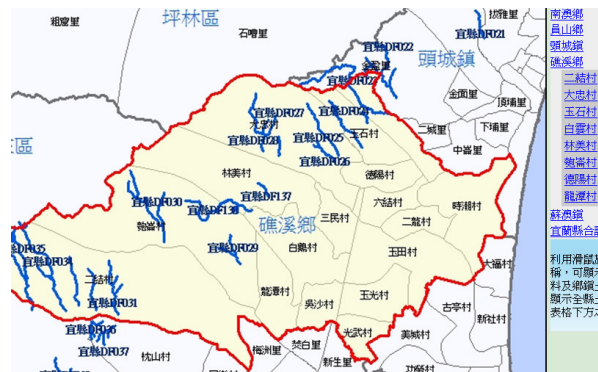 坪林區
粗窟里
石𥕢里
拔雅里
宜縣DF021
宜縣DF022
金盈里
頭城鎮
宜縣DF023
金面里
頂埔里
宜縣DF027
大忠村
宜縣DF024
宜縣DF028
宜縣DF025
玉石村
二城里
下埔里
中崙里
宜縣DF026
區
林美村
德陽村
宜縣DF030
宜縣DF137
六結村
時潮村
宜縣DF138
三民村
二龍村
匏崙村
礁溪鄉
宜縣DF029
白鵝村
玉田村
DF035
宜縣DF034
大福村
二結村
龍潭村
玉光村
宜縣DF031
吳沙村
古亭村
新社村
宜縣DF036
光武村
美城村
宜縣DF037
枕山村
梅洲里
焚白里
新生里
功勞村
南澳鄉
員山鄉
頭城鎮
礁溪鄉
二結村
大忠村
玉石村
白雲村
林美村
匏崙村
德陽村
龍潭村
蘇澳鎮
利用滑鼠
稱，可顯示
料及鄉鎮
顯示全縣
表格下方